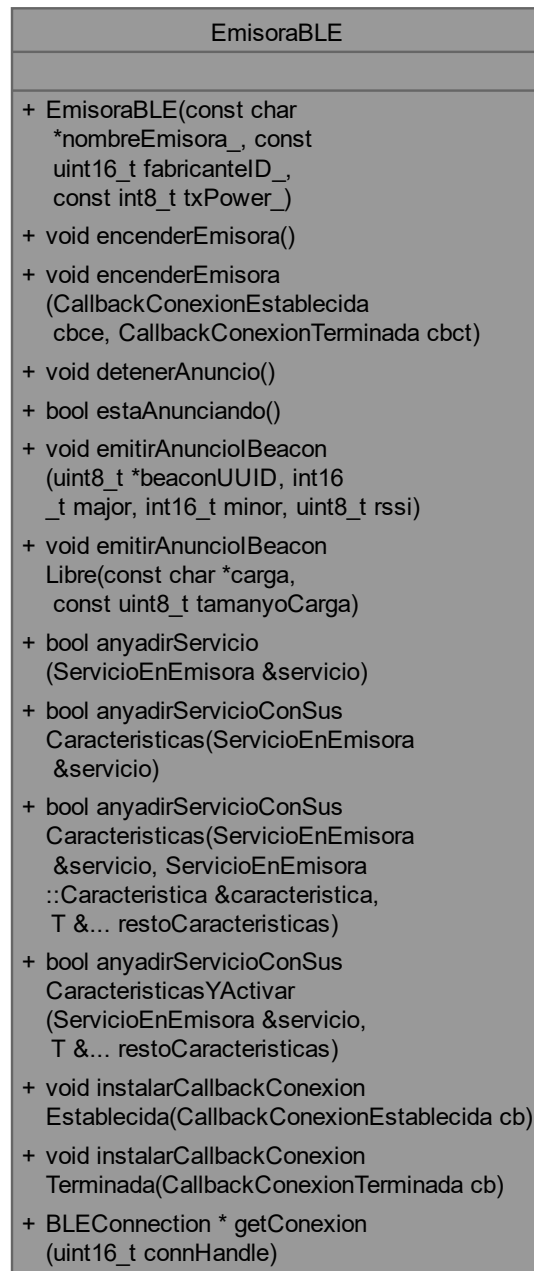 EmisoraBLE
+ EmisoraBLE(const char
*nombreEmisora_, const
uint16_t fabricanteID_,
const int8_t txPower_)
+ void encenderEmisora()
+ void encenderEmisora
(CallbackConexionEstablecida
cbce, CallbackConexionTerminada cbct)
+ void detenerAnuncio()
+ bool estaAnunciando()
+ void emitirAnuncioIBeacon
(uint8_t *beaconUUID, int16
_t major, int16_t minor, uint8_t rssi)
+ void emitirAnuncioIBeacon
Libre(const char *carga,
const uint8_t tamanyoCarga)
+ bool anyadirServicio
(ServicioEnEmisora &servicio)
+ bool anyadirServicioConSus
Caracteristicas(ServicioEnEmisora
&servicio)
+ bool anyadirServicioConSus
Caracteristicas(ServicioEnEmisora
&servicio, ServicioEnEmisora
::Caracteristica &caracteristica,
T &... restoCaracteristicas)
+ bool anyadirServicioConSus
CaracteristicasYActivar
(ServicioEnEmisora &servicio,
T &... restoCaracteristicas)
+ void instalarCallbackConexion
Establecida(CallbackConexionEstablecida cb)
+ void instalarCallbackConexion
Terminada(CallbackConexionTerminada cb)
+ BLEConnection * getConexion
(uint16_t connHandle)